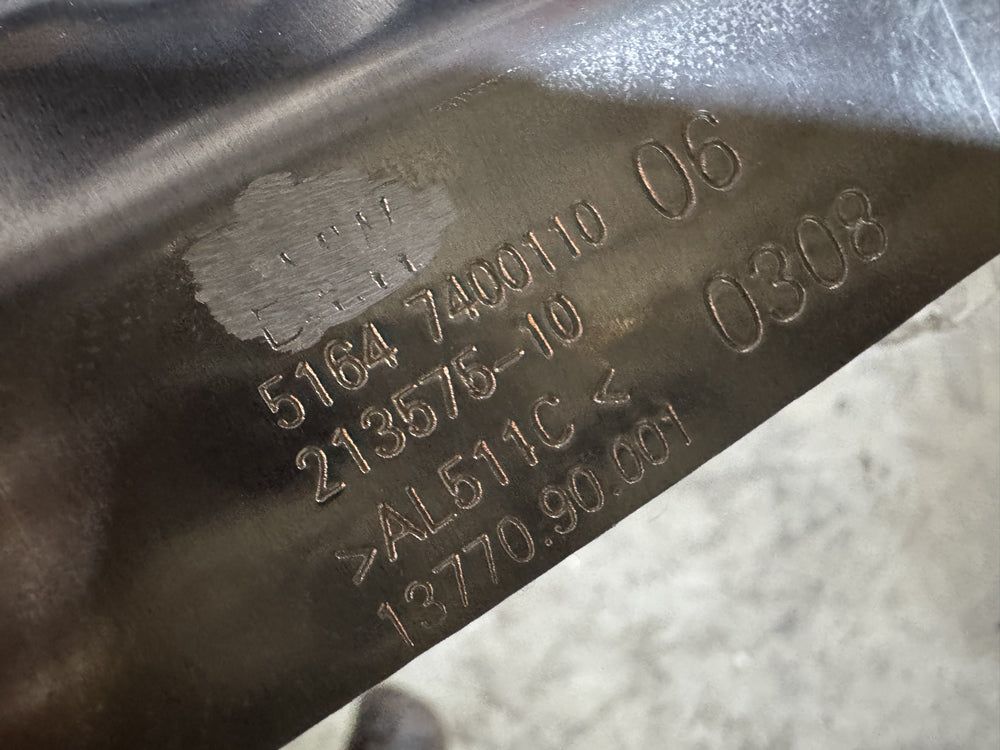 5164 7400110 06
213575-10 0308
>AL511C <
13770.90.001